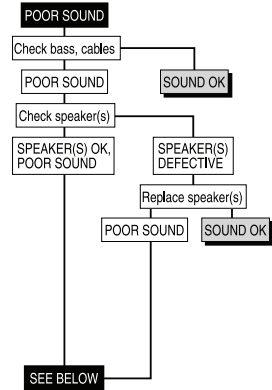 POOR SOUND
Check bass, cables
POOR SOUND
SOUND OK
Check speaker(s)
SPEAKER(S) OK,
POOR SOUND
SPEAKER(S)
DEFECTIVE
Replace speaker(s)
POOR SOUND
SOUND OK
SEE BELOW